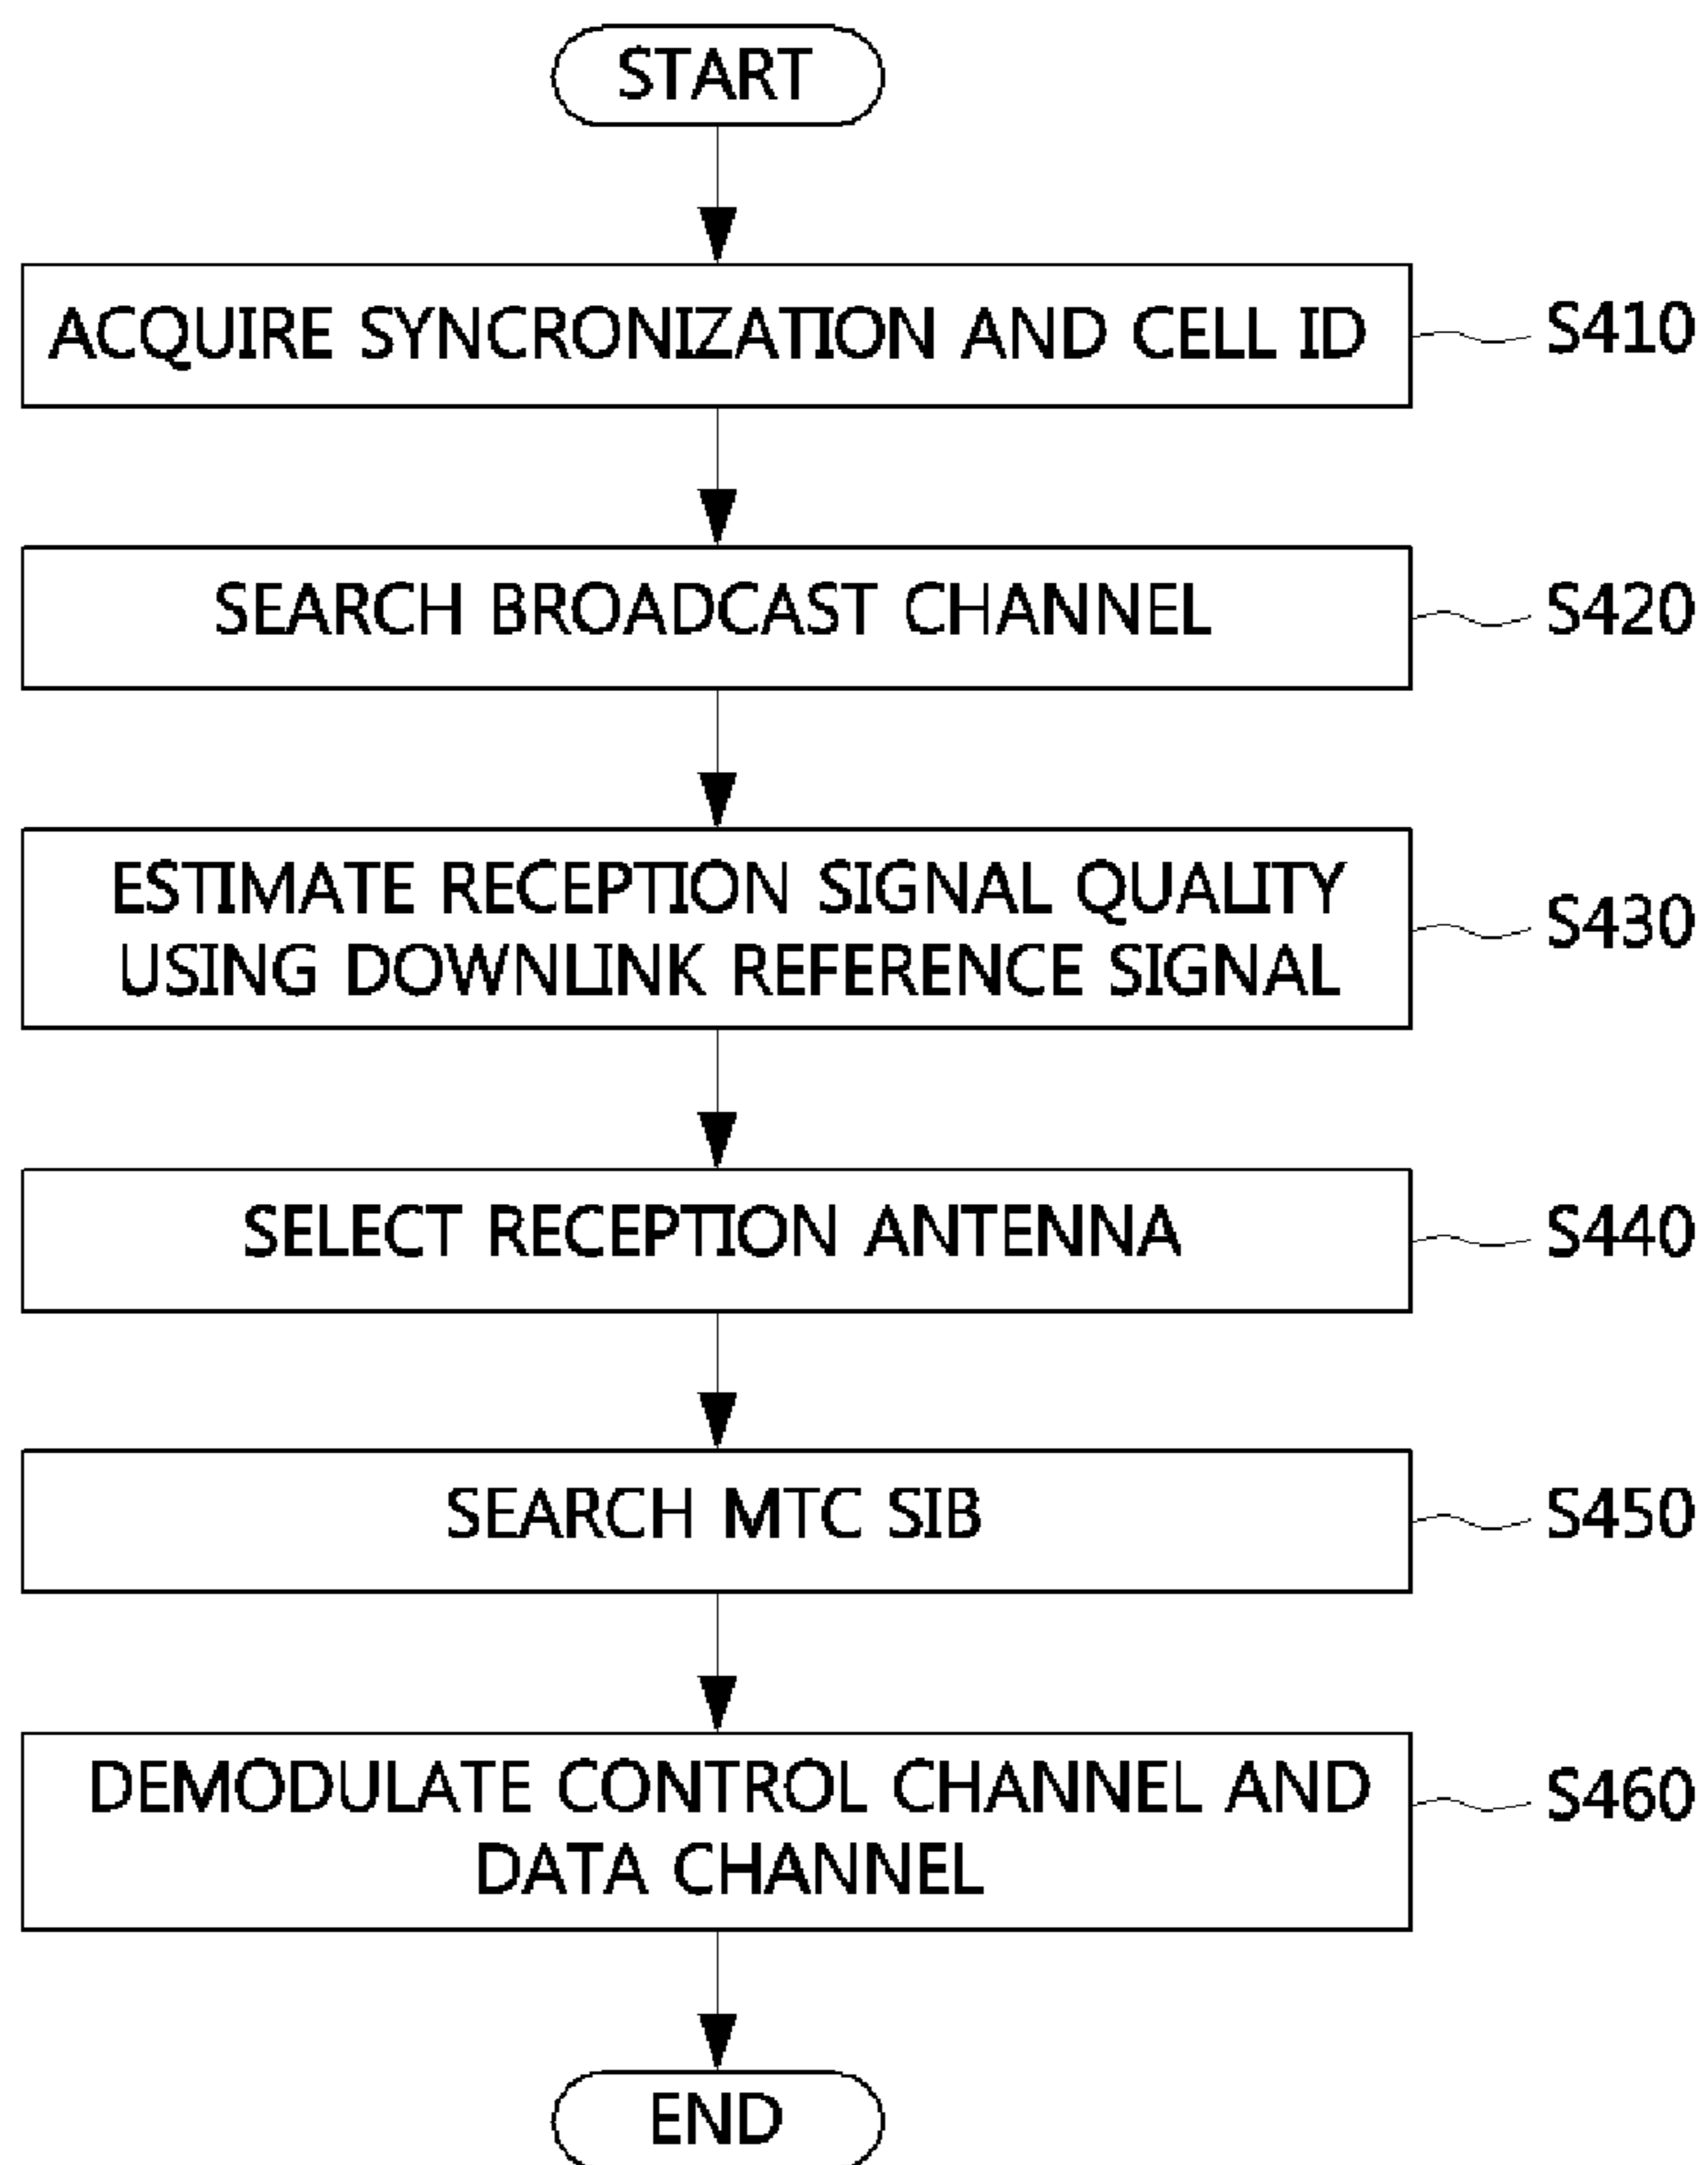 START
ACQUIRE SYNCRONIZATION AND CELL ID
S410
SEARCH BROADCAST CHANNEL
S420
ESTIMATE RECEPTION SIGNAL QUALITY
USING DOWNLINK REFERENCE SIGNAL
S430
SELECT RECEPTION ANTENNA
S440
SEARCH MTC SIB
S450
DEMODULATE CONTROL CHANNEL AND
DATA CHANNEL
S460
END